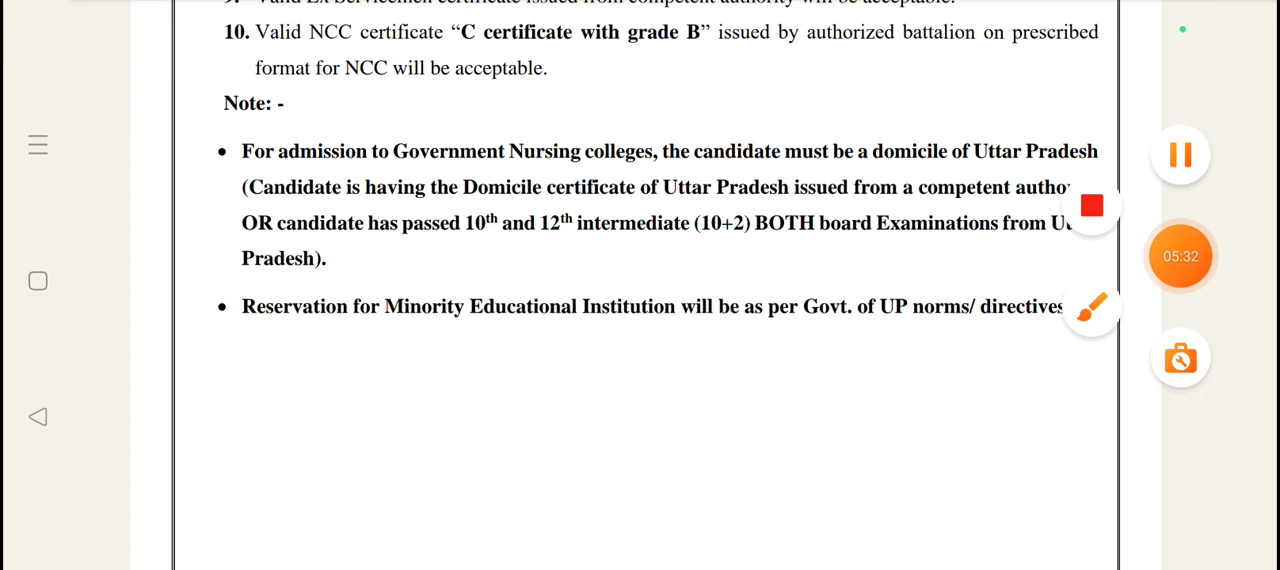 10. Valid NCC certificate “C certificate with grade B” issued by authorized battalion on prescribed
format for NCC will be acceptable.
Note: -
• For admission to Government Nursing colleges, the candidate must be a domicile of Uttar Pradesh
(Candidate is having the Domicile certificate of Uttar Pradesh issued from a competent
OR candidate has passed 10th and 12th intermediate (10+2) BOTH board Examinations from
Pradesh).
• Reservation for Minority Educational Institution will be as per Govt. of UP norms/ directives
05:32